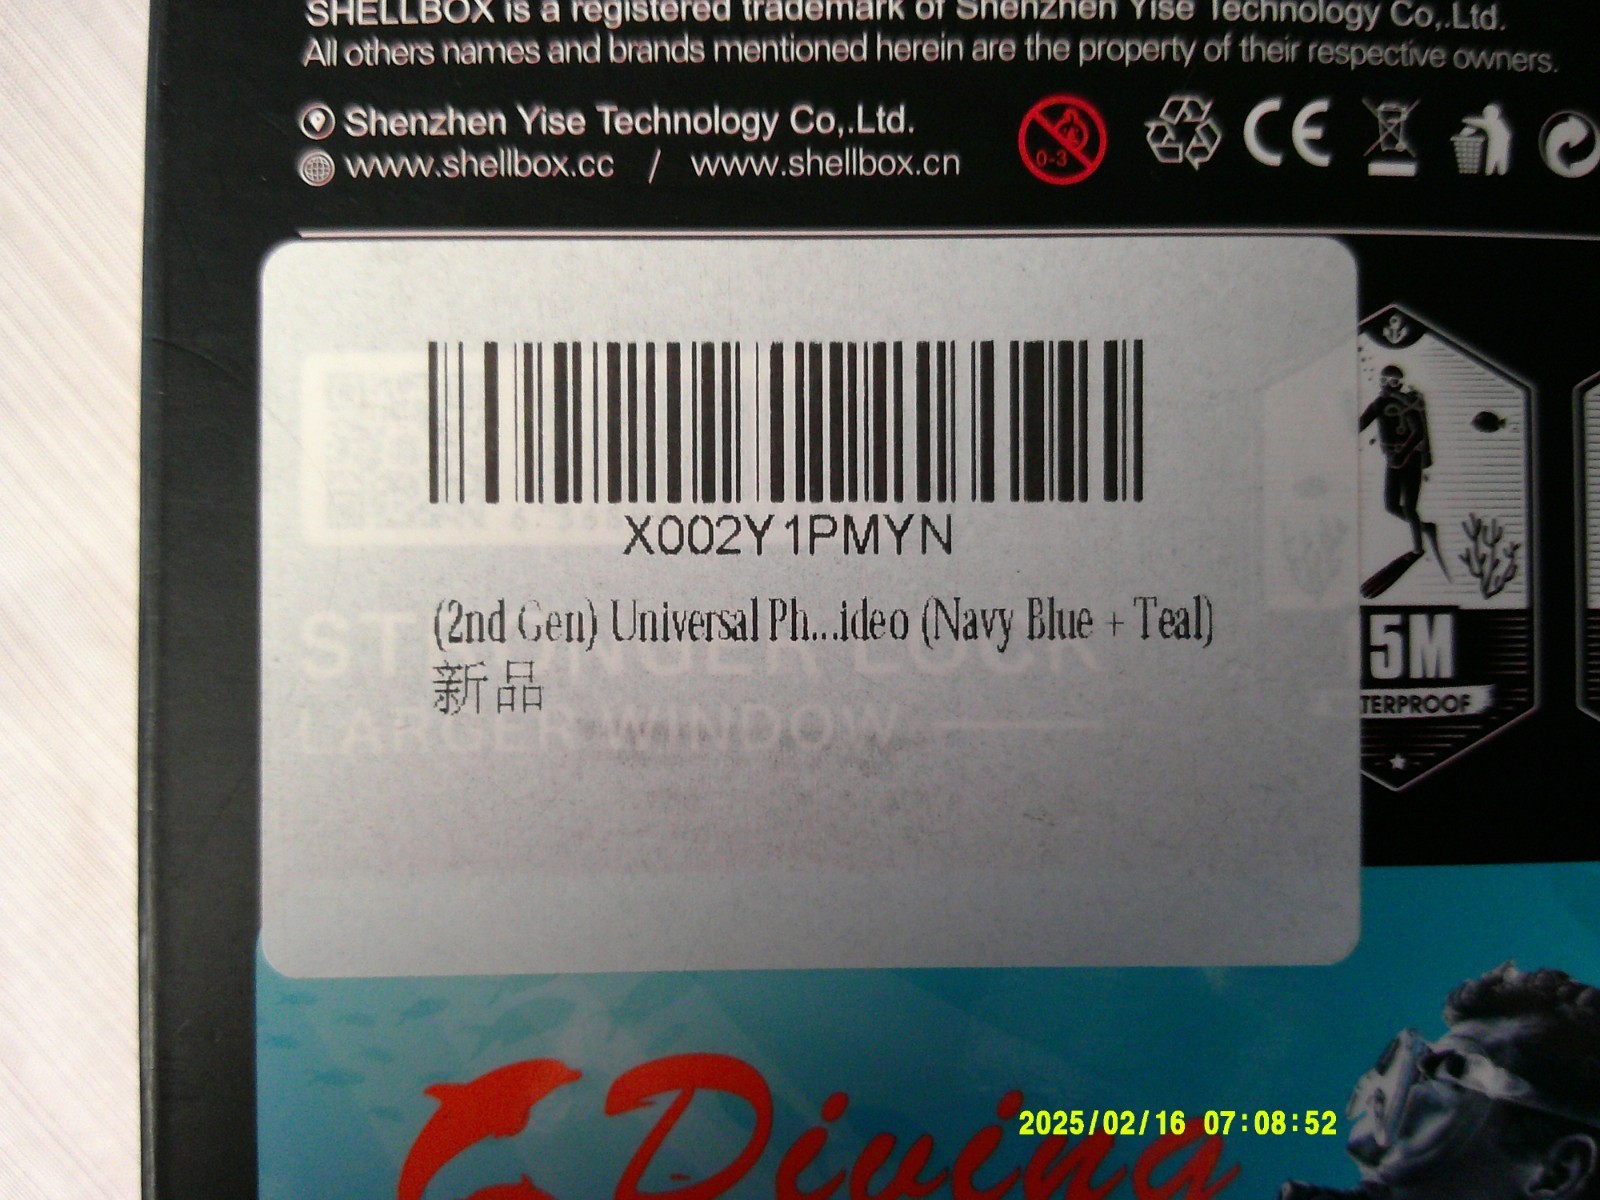 SHELLBOX is a registered trademark of Shenzhen Yise Technology Co,.Ltd.
All others names and brands mentioned herein are the property of their respective owners.
Shenzhen Yise Technology Co,.Ltd.
www.shellbox.cc / www.shellbox.cn
0-3
CE
X002Y1PMYN
(2nd Gen) Universal Ph...ideo (Navy Blue + Teal)
新品
LARGER WINDOW
5M
TERPROOF
Diving
2025/02/16 07:08:52